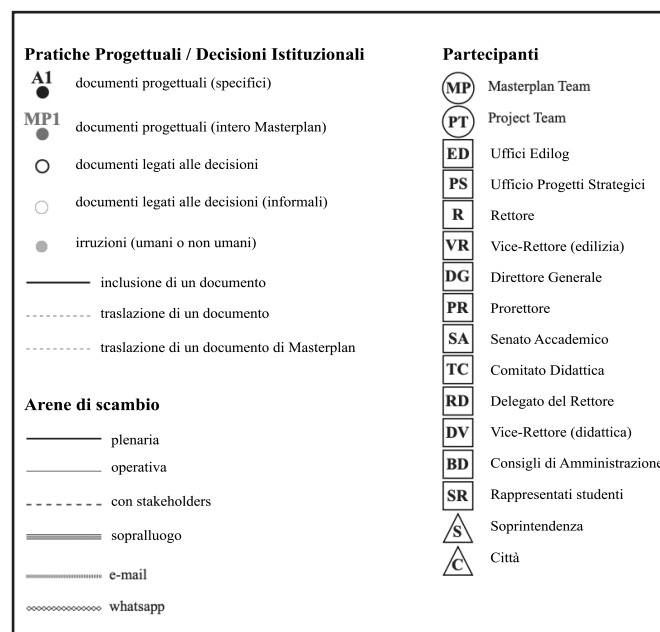 Pratiche Progettuali / Decisioni Istituzionali
A1
documenti progettuali (specifici)
MP1
documenti progettuali (intero Masterplan)
documenti legati alle decisioni
documenti legati alle decisioni (informali)
irruzioni (umani o non umani)
inclusione di un documento
traslazione di un documento
traslazione di un documento di Masterplan
Arene di scambio
plenaria
operativa
con stakeholders
sopralluogo
e-mail
whatsapp
Partecipanti
MP Masterplan Team
PT Project Team
ED Uffici Edilog
PS Ufficio Progetti Strategici
R Rettore
VR Vice-Rettore (edilizia)
DG Direttore Generale
PR Prorettore
SA Senato Accademico
TC Comitato Didattica
RD Delegato del Rettore
DV Vice-Rettore (didattica)
BD Consigli di Amministrazione
SR Rappresentati studenti
S Soprintendenza
C Città